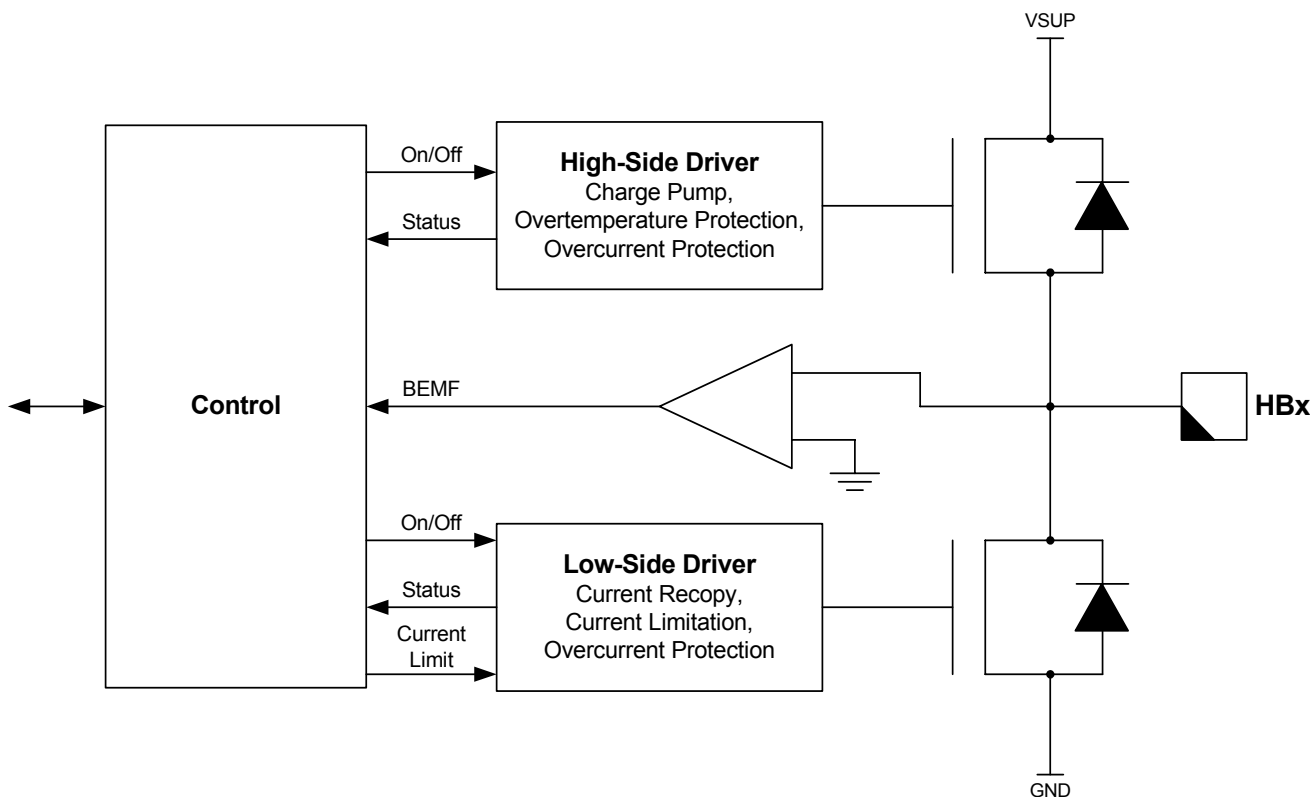 VSUP
On/Off
High-Side Driver
Charge Pump,
Overtemperature Protection,
Overcurrent Protection
Status
Control
BEMF
HBx
On/Off
Low-Side Driver
Current Recopy,
Current Limitation,
Overcurrent Protection
Status
Current
Limit
GND